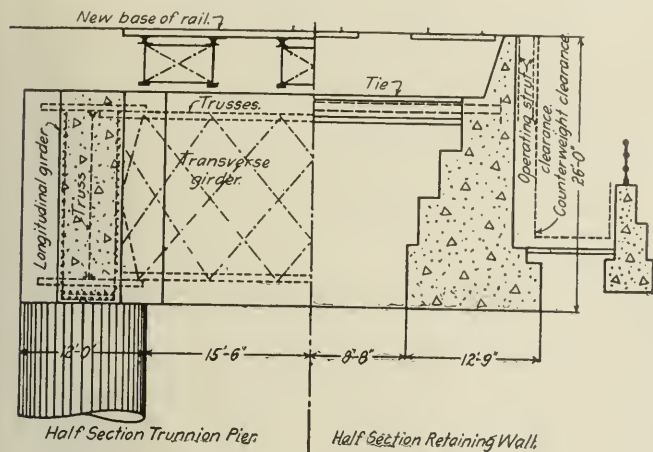 New base of rail.
Tie
Trusses.
Transverse
girder.
Longitudinal girder
Truss
Operating strut
clearance.
Counterweight clearance
26'-0"
12'-0"
15'-6"
8'-8"
12'-9"
Half Section Trunnion Pier.
Half Section Retaining Wall.